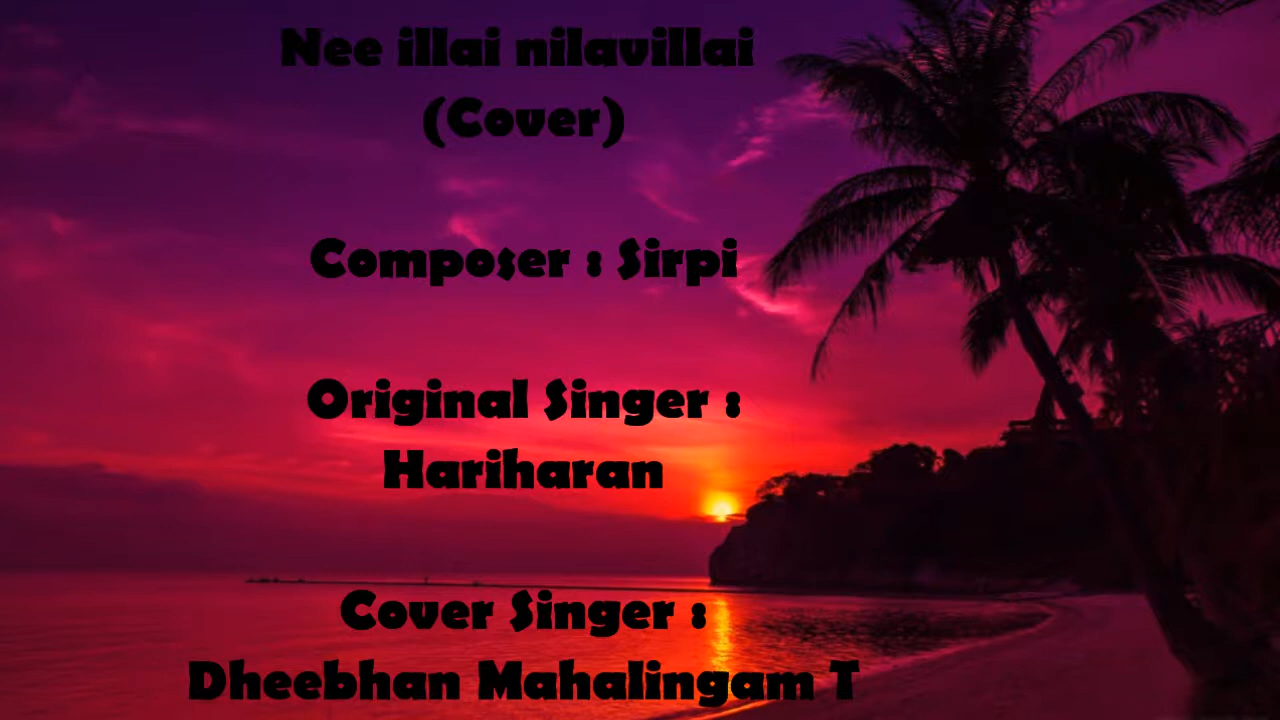 Nee illai nilavillai
(Cover)
Composer : Sirpi
Original Singer :
Hariharan
Cover Singer :
Dheebhan Mahalingam T